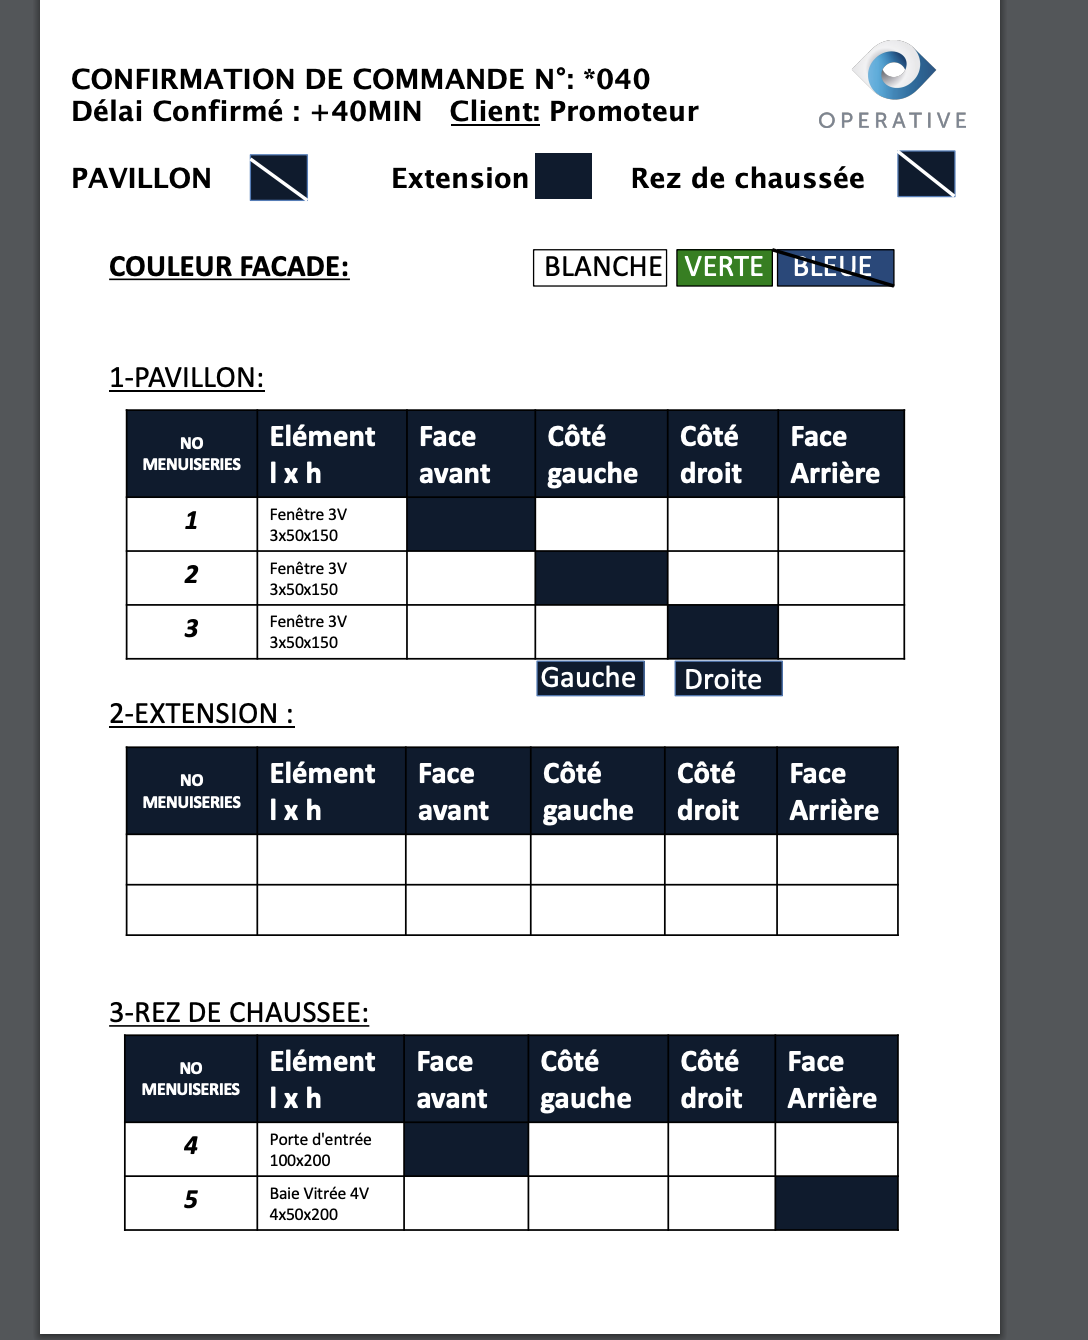 CONFIRMATION DE COMMANDE N°: *040
Délai Confirmé : +40MIN Client: Promoteur
OPERATIVE
PAVILLON Extension Rez de chaussée
COULEUR FACADE: BLANCHE VERTE BLEUE
1-PAVILLON:
NO MENUISERIES Elément l x h Face avant Côté gauche Côté droit Face Arrière
1 Fenêtre 3V 3x50x150
2 Fenêtre 3V 3x50x150
3 Fenêtre 3V 3x50x150
Gauche Droite
2-EXTENSION :
NO MENUISERIES Elément l x h Face avant Côté gauche Côté droit Face Arrière
3-REZ DE CHAUSSEE:
NO MENUISERIES Elément l x h Face avant Côté gauche Côté droit Face Arrière
4 Porte d'entrée 100x200
5 Baie Vitrée 4V 4x50x200